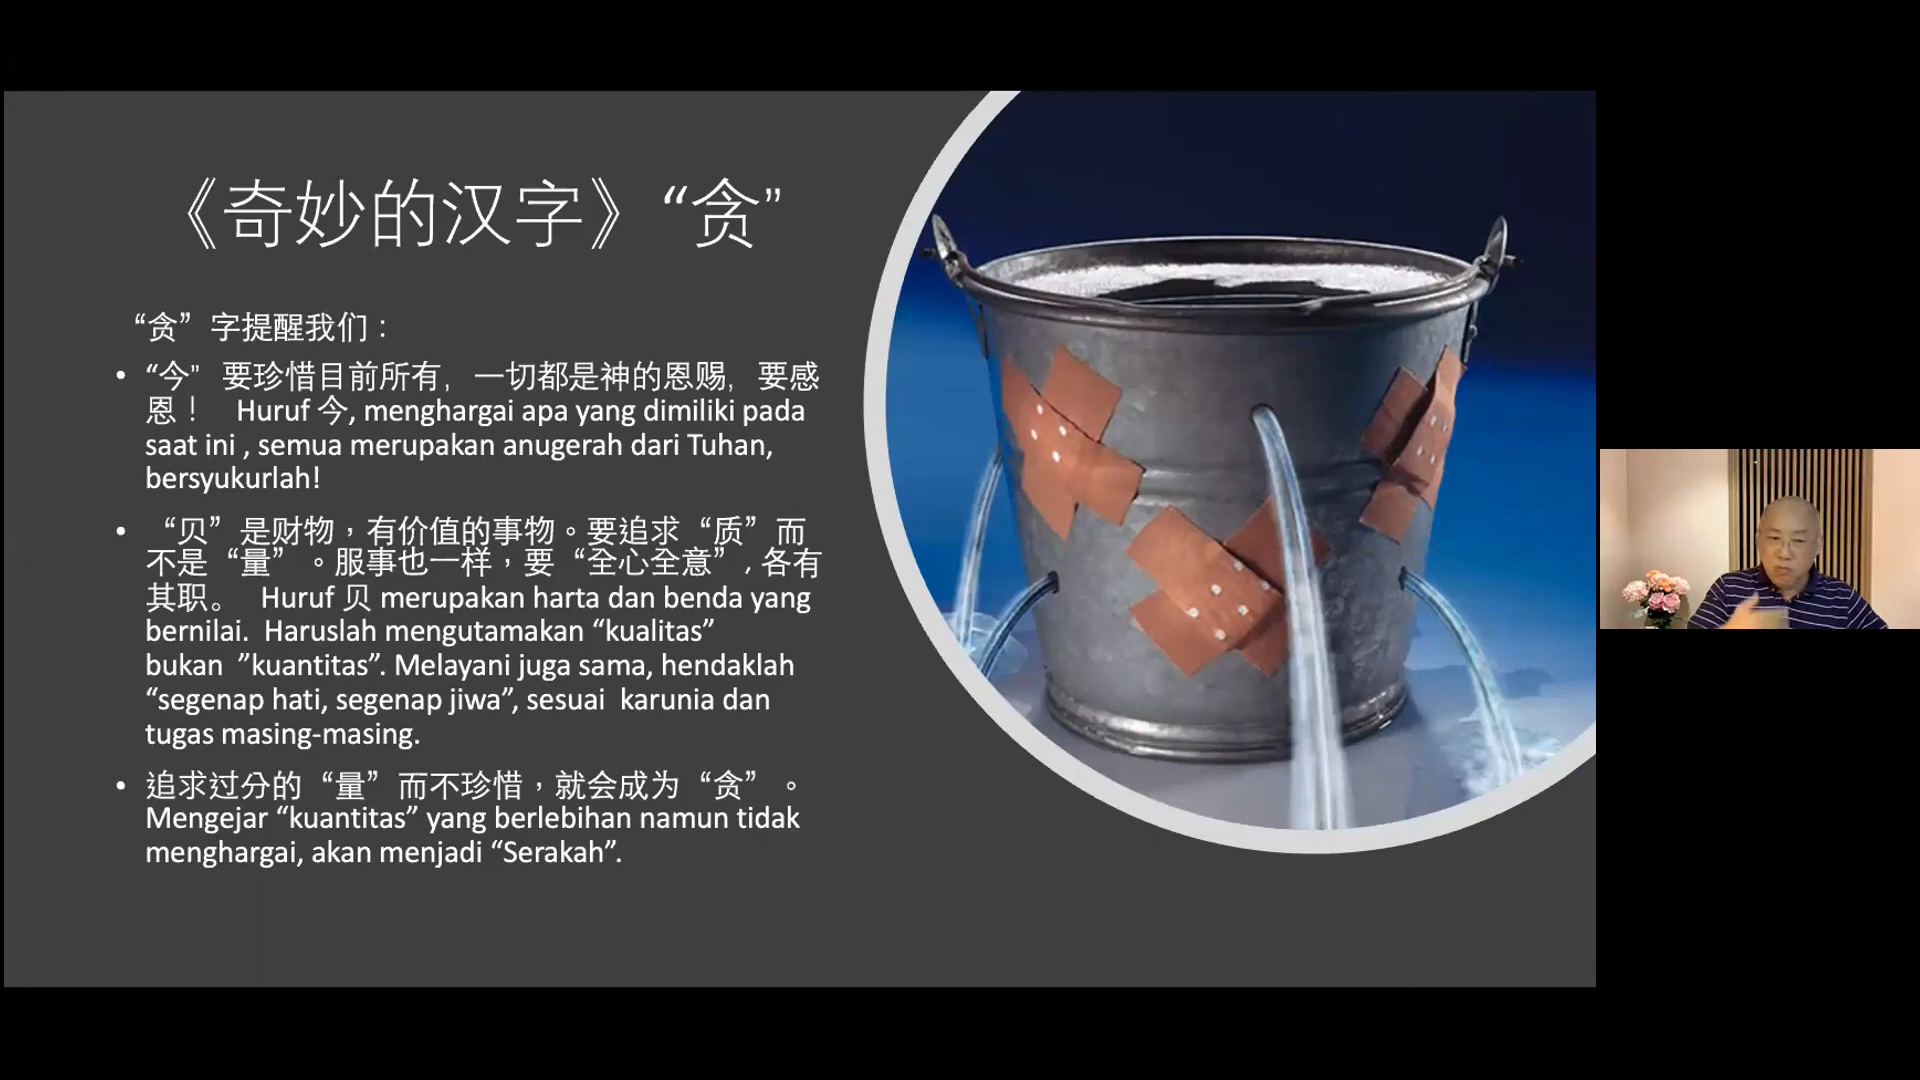 《奇妙的汉字》“贪”
“贪”字提醒我们：
• “今” 要珍惜目前所有，一切都是神的恩赐，要感
恩！ Huruf 今, menghargai apa yang dimiliki pada
saat ini , semua merupakan anugerah dari Tuhan,
bersyukurlah!
• “贝”是财物，有价值的事物。要追求“质”而
不是“量”。服事也一样，要“全心全意”, 各有
其职。 Huruf 贝 merupakan harta dan benda yang
bernilai. Haruslah mengutamakan “kualitas”
bukan ”kuantitas”. Melayani juga sama, hendaklah
“segenap hati, segenap jiwa”, sesuai karunia dan
tugas masing-masing.
• 追求过分的“量”而不珍惜，就会成为“贪”。
Mengejar “kuantitas” yang berlebihan namun tidak
menghargai, akan menjadi “Serakah”.